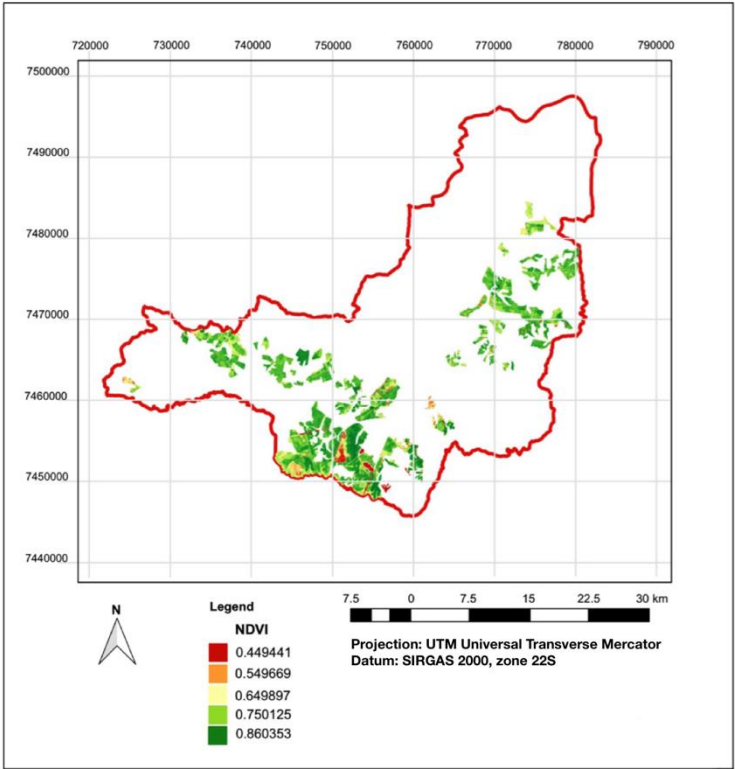 720000 730000 740000 750000 760000 770000 780000 790000
7500000
7490000
7480000
7470000
7460000
7450000
7440000
N
Legend
NDVI
0.449441
0.549669
0.649897
0.750125
0.860353
7.5 0 7.5 15 22.5 30 km
Projection: UTM Universal Transverse Mercator
Datum: SIRGAS 2000, zone 22S